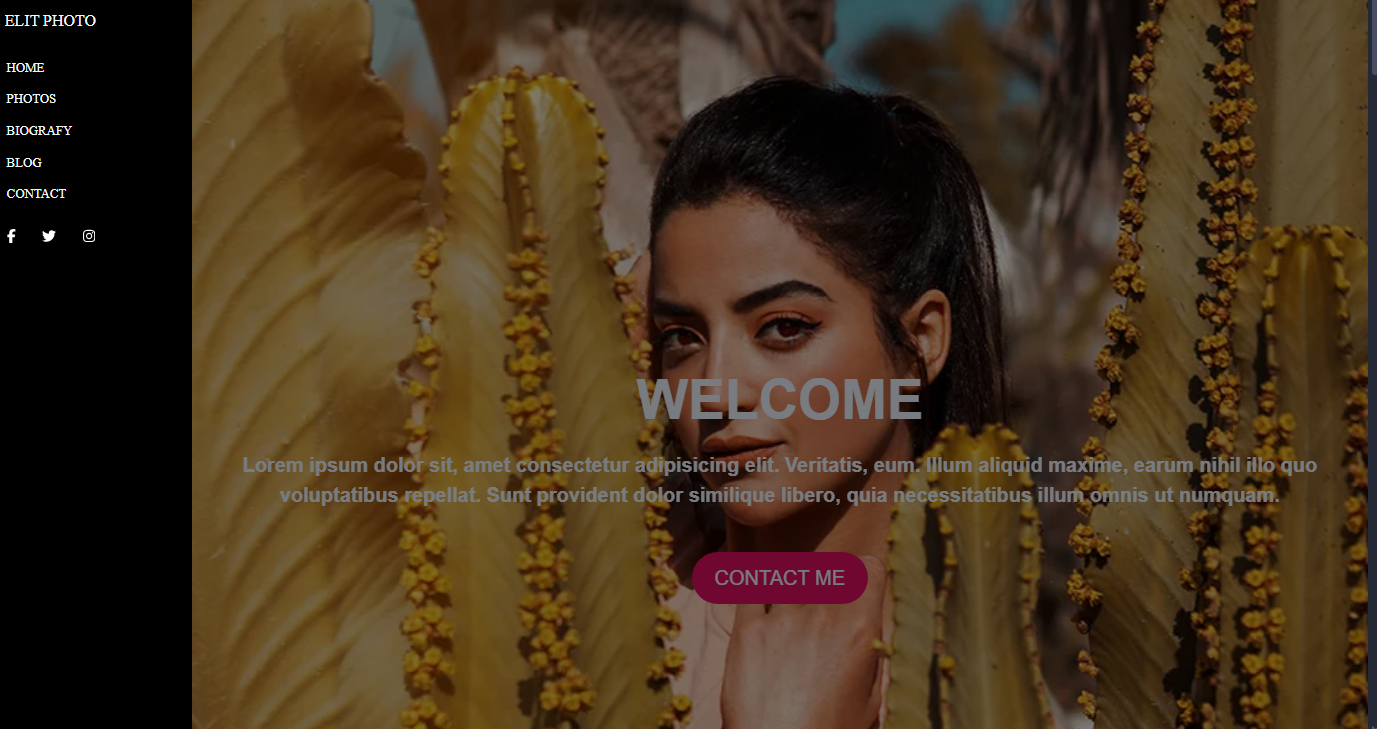 ELIT PHOTO
HOME
PHOTOS
BIOGRAFY
BLOG
CONTACT
WELCOME
Lorem ipsum dolor sit, amet consectetur adipisicing elit. Veritatis, eum. Illum aliquid maxime, earum nihil illo quo
voluptatibus repellat. Sunt provident dolor similique libero, quia necessitatibus illum omnis ut numquam.
CONTACT ME